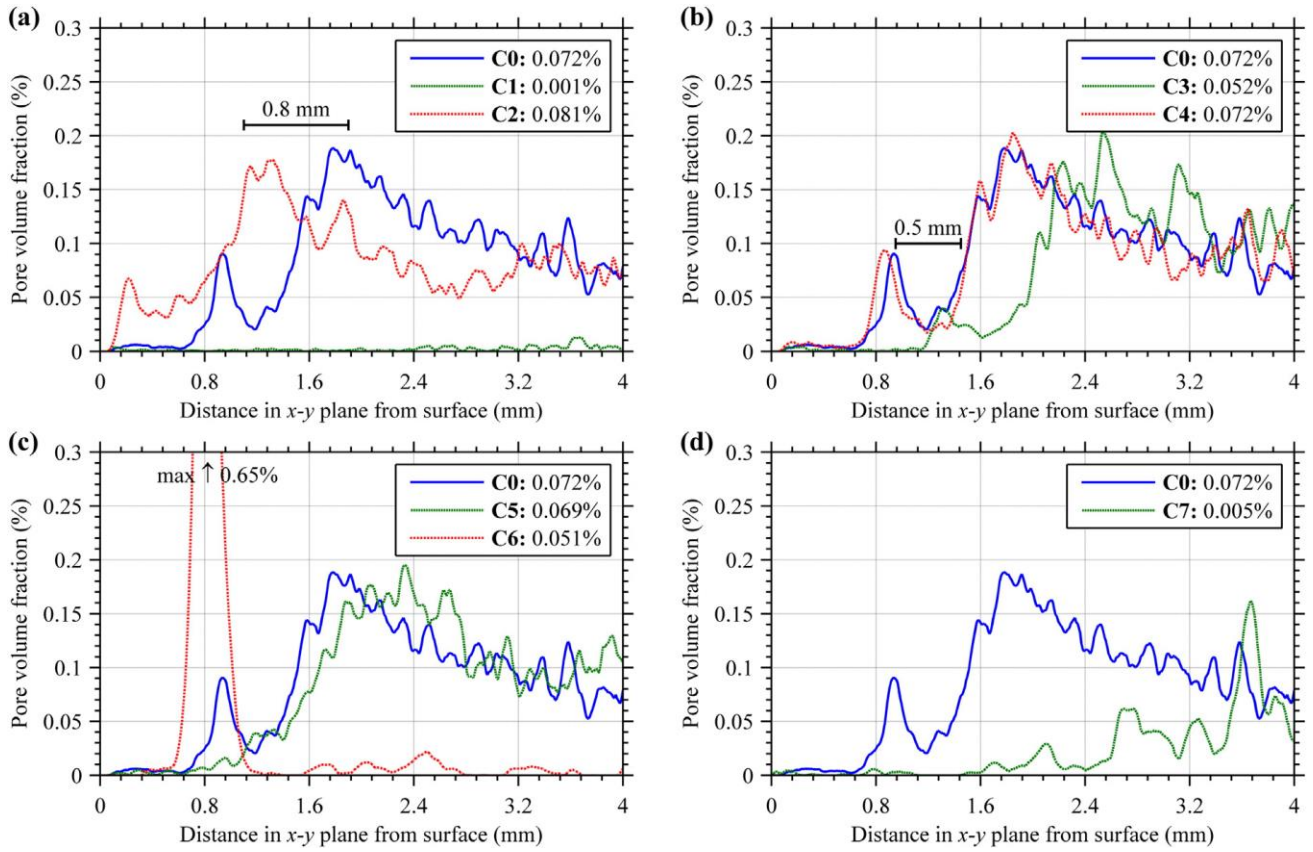 (a)
0.3
0.25
0.2
0.15
0.1
0.05
0
Pore volume fraction (%)
C0: 0.072%
C1: 0.001%
C2: 0.081%
0.8 mm
0 0.8 1.6 2.4 3.2 4
Distance in x-y plane from surface (mm)
(b)
0.3
0.25
0.2
0.15
0.1
0.05
0
Pore volume fraction (%)
C0: 0.072%
C3: 0.052%
C4: 0.072%
0.5 mm
0 0.8 1.6 2.4 3.2 4
Distance in x-y plane from surface (mm)
(c)
0.3
0.25
0.2
0.15
0.1
0.05
0
Pore volume fraction (%)
max ↑ 0.65%
C0: 0.072%
C5: 0.069%
C6: 0.051%
0 0.8 1.6 2.4 3.2 4
Distance in x-y plane from surface (mm)
(d)
0.3
0.25
0.2
0.15
0.1
0.05
0
Pore volume fraction (%)
C0: 0.072%
C7: 0.005%
0 0.8 1.6 2.4 3.2 4
Distance in x-y plane from surface (mm)